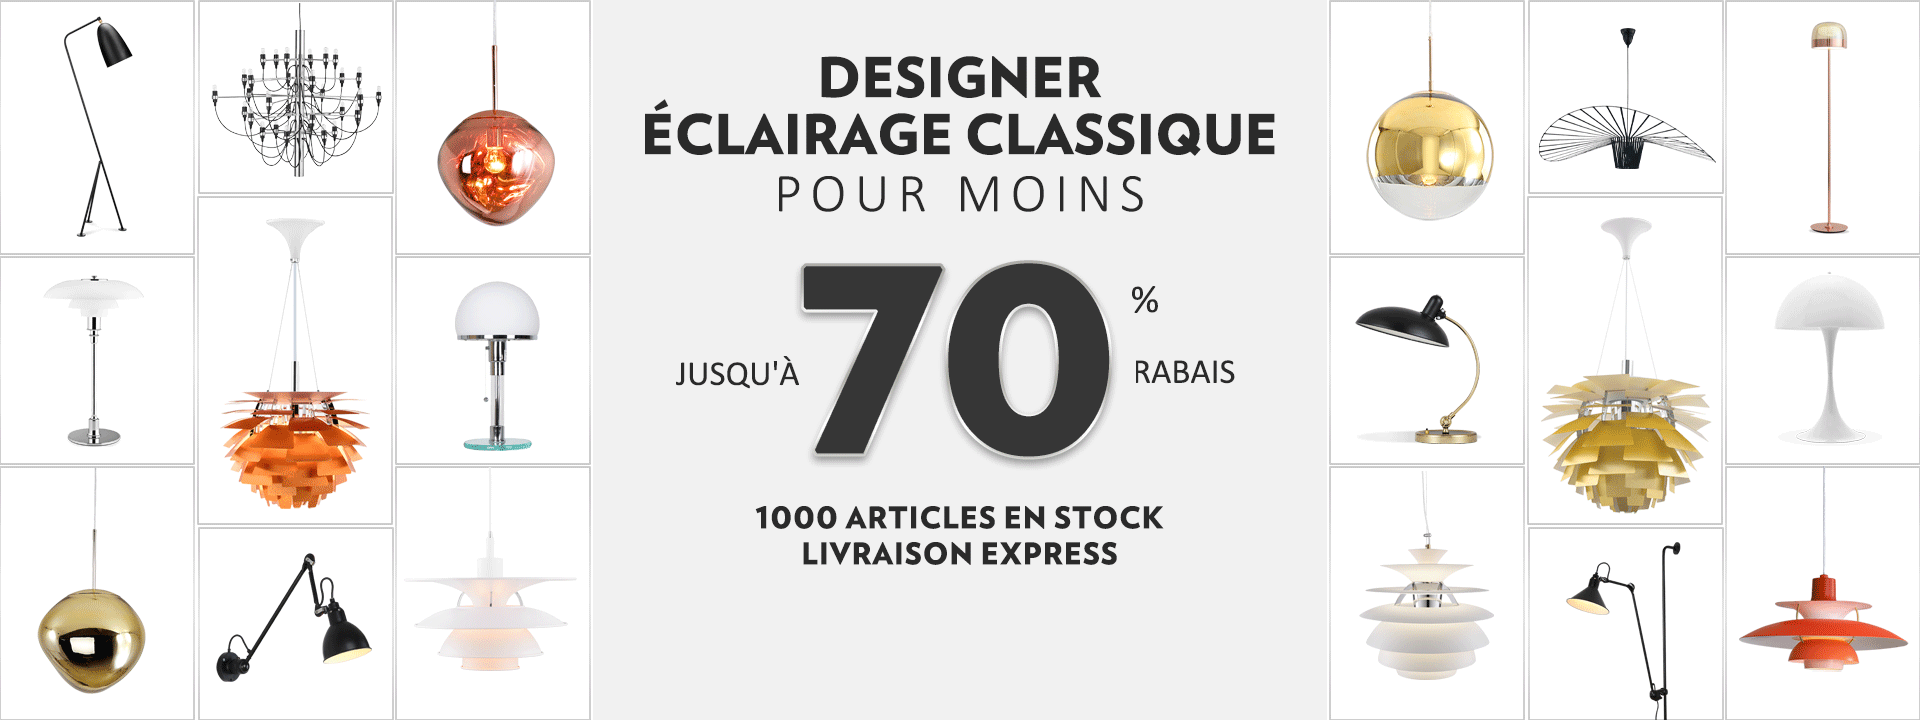 DESIGNER
ÉCLAIRAGE CLASSIQUE
POUR MOINS
JUSQU'À 70 % RABAIS
1000 ARTICLES EN STOCK
LIVRAISON EXPRESS